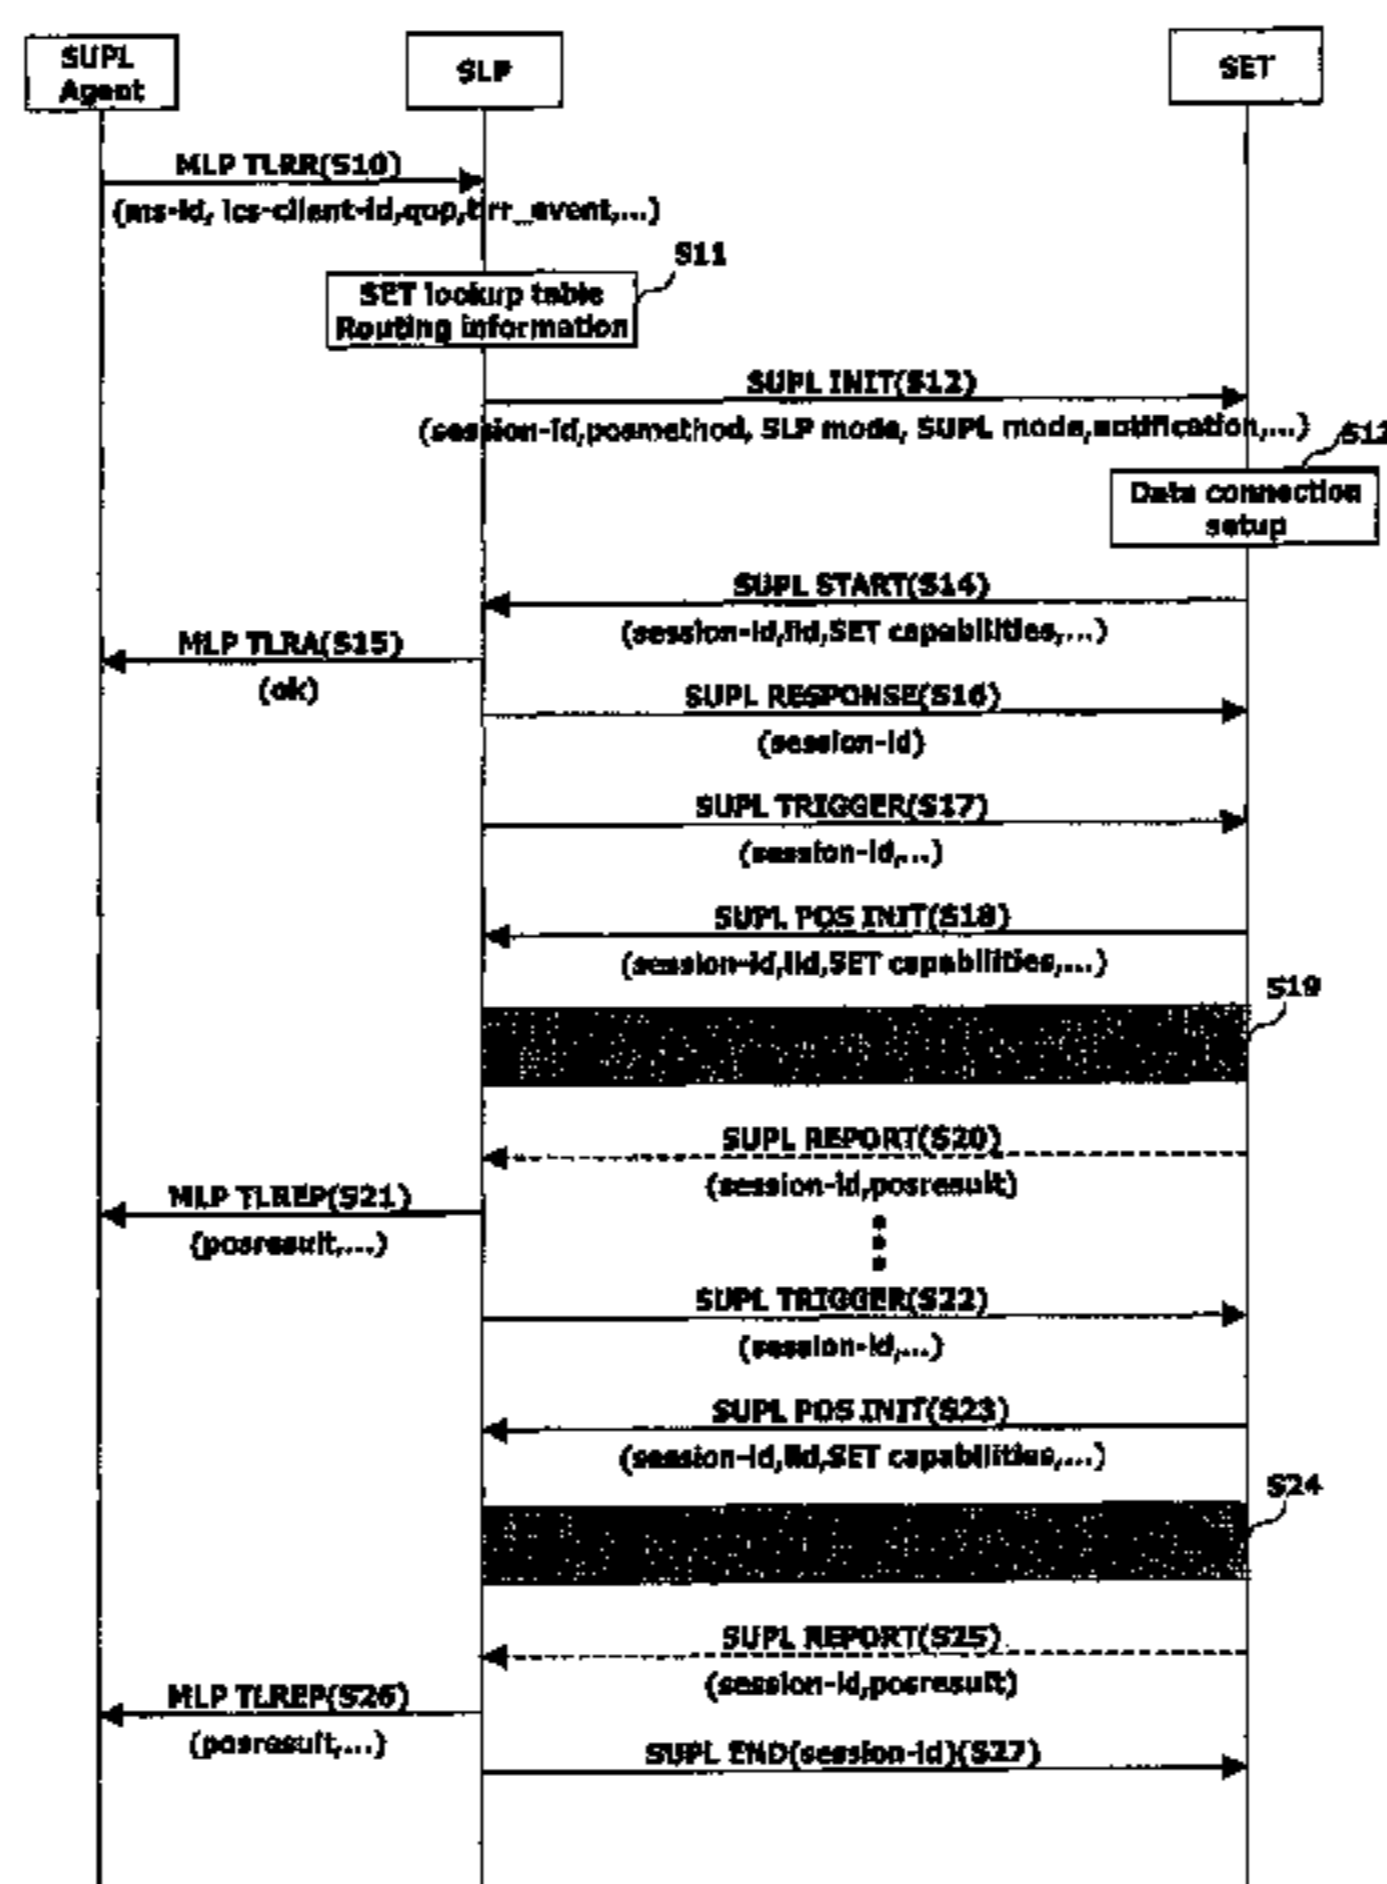 SUPL
Agent
SLP
SET
MLP TLRR(S10)
(ms-id, lcs-client-id,qop,tlrr_event,...)
S11
SET lookup table
Routing information
SUPL INIT(S12)
(session-id,posmethod, SLP mode, SUPL mode,notification,...)
S13
Data connection
setup
SUPL START(S14)
(session-id,lid,SET capabilities,...)
MLP TLRA(S15)
(ok)
SUPL RESPONSE(S16)
(session-id)
SUPL TRIGGER(S17)
(session-id,...)
SUPL POS INIT(S18)
(session-id,lid,SET capabilities,...)
S19
SUPL REPORT(S20)
(session-id,posresult)
MLP TLREP(S21)
(posresult,...)
SUPL TRIGGER(S22)
(session-id,...)
SUPL POS INIT(S23)
(session-id,lid,SET capabilities,...)
S24
SUPL REPORT(S25)
(session-id,posresult)
MLP TLREP(S26)
(posresult,...)
SUPL END(session-id)(S27)